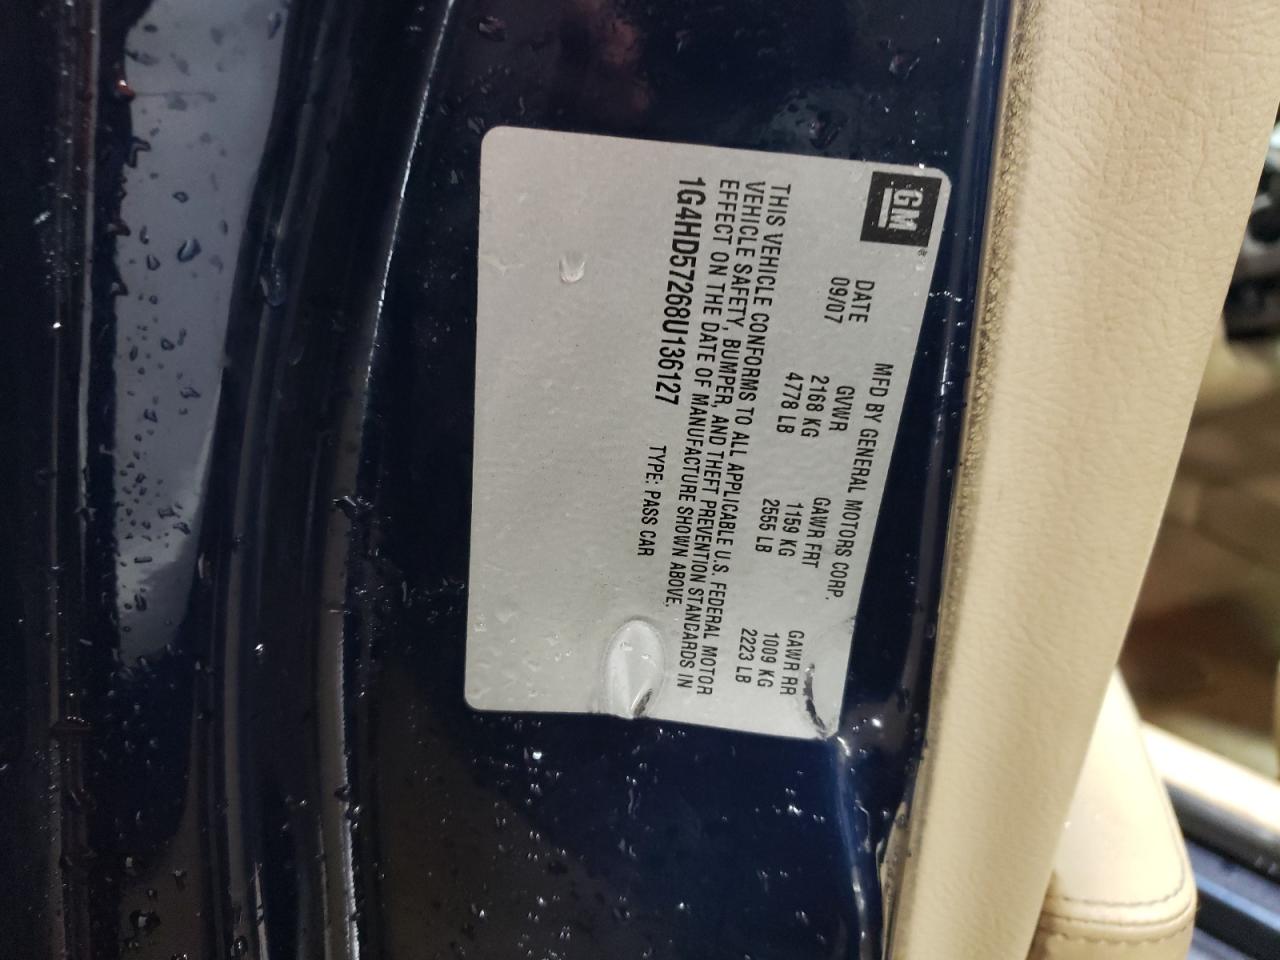 GM
MFD BY GENERAL MOTORS CORP.
DATE GVWR GAWR FRT GAWR RR
09/07 2168 KG 1159 KG 1009 KG
4778 LB 2555 LB 2223 LB
THIS VEHICLE CONFORMS TO ALL APPLICABLE U.S. FEDERAL MOTOR
VEHICLE SAFETY, BUMPER, AND THEFT PREVENTION STANDARDS IN
EFFECT ON THE DATE OF MANUFACTURE SHOWN ABOVE.
1G4HD57268U136127 TYPE: PASS CAR